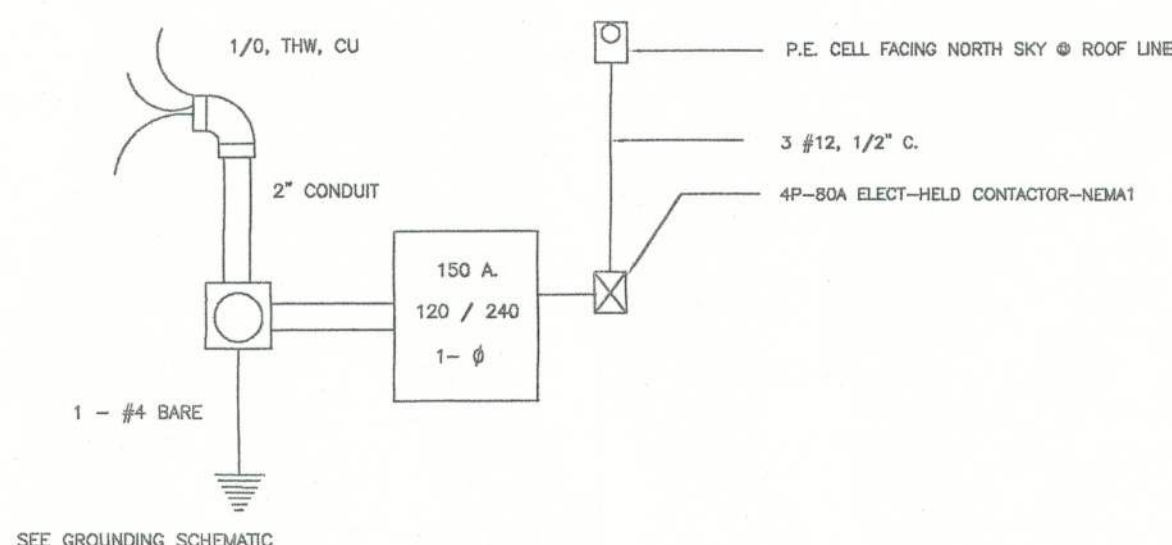 1/0, THW, CU
P.E. CELL FACING NORTH SKY @ ROOF LINE
3 #12, 1/2" C.
2" CONDUIT
4P-80A ELECT-HELD CONTACTOR-NEMA1
150 A.
120 / 240
1- Ø
1 - #4 BARE
SEE GROUNDING SCHEMATIC